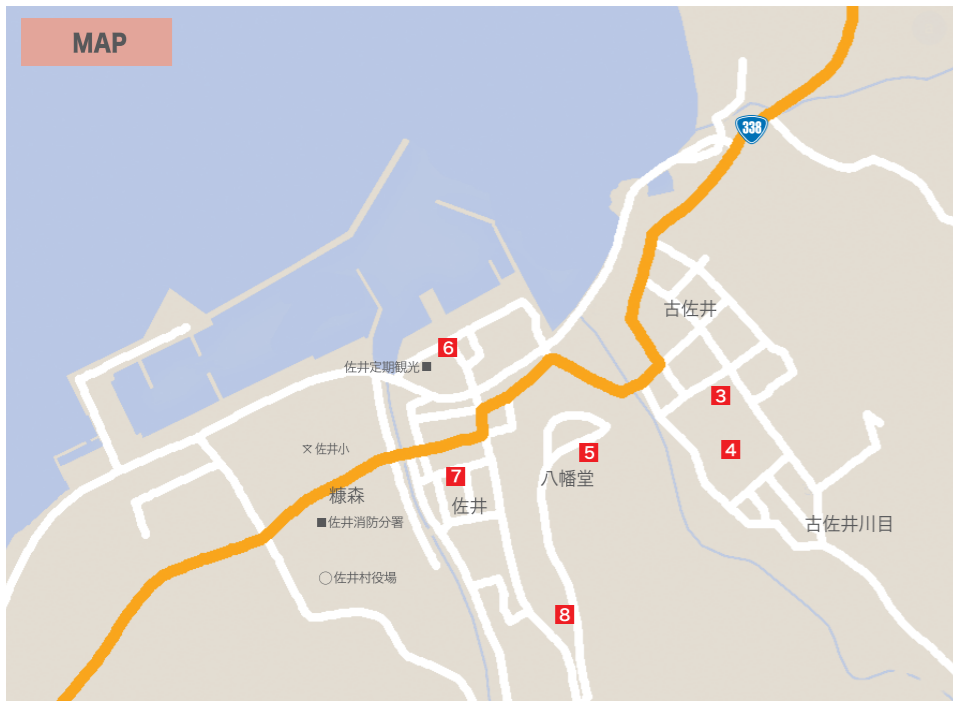 MAP
338
古佐井
6
佐井定期観光
3
佐井小
4
5
7
八幡堂
糠森
佐井
佐井消防分署
古佐井川目
佐井村役場
8